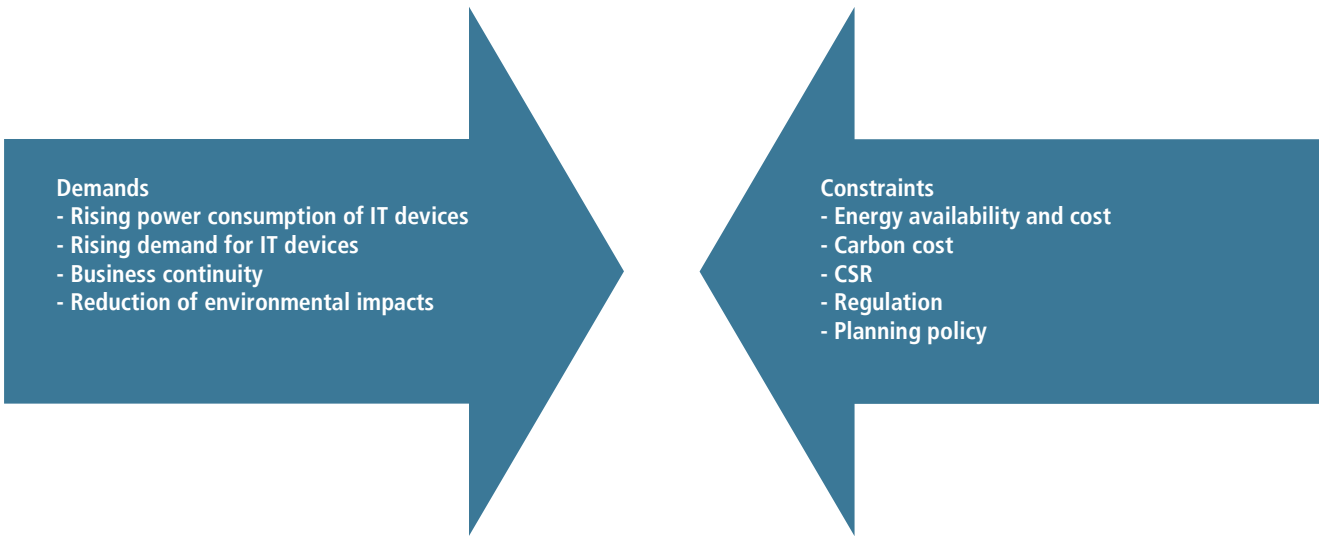 Demands
- Rising power consumption of IT devices
- Rising demand for IT devices
- Business continuity
- Reduction of environmental impacts
Constraints
- Energy availability and cost
- Carbon cost
- CSR
- Regulation
- Planning policy